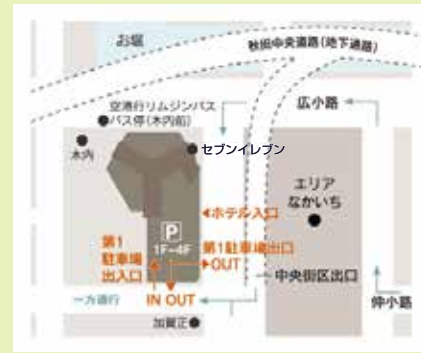 お堀
秋田中央道路(地下通路)
空港行リムジンバス
バス停(木内前)
広小路
木内
セブンイレブン
エリア
なかいち
ホテル入口
P
1F~4F
第1
駐車場
出入口
第1駐車場出口
OUT
中央街区出口
一方通行
IN OUT
仲小路
加賀正